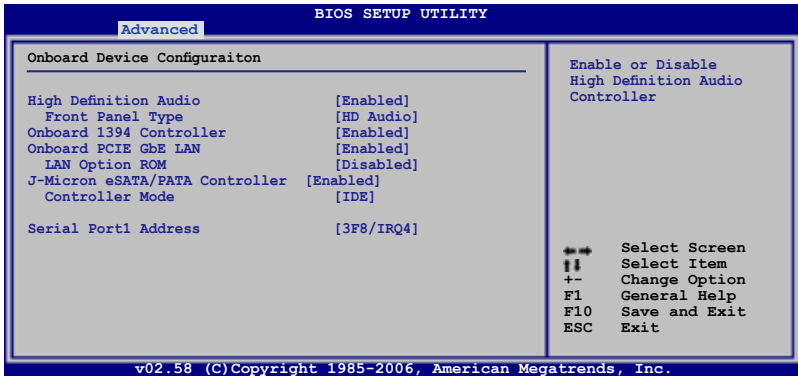 BIOS SETUP UTILITY
Advanced
Onboard Device Configuraiton
High Definition Audio [Enabled]
Front Panel Type [HD Audio]
Onboard 1394 Controller [Enabled]
Onboard PCIE GbE LAN [Enabled]
LAN Option ROM [Disabled]
J-Micron eSATA/PATA Controller [Enabled]
Controller Mode [IDE]
Serial Port1 Address [3F8/IRQ4]
Enable or Disable
High Definition Audio
Controller
←→ Select Screen
↑↓ Select Item
+- Change Option
F1 General Help
F10 Save and Exit
ESC Exit
v02.58 (C)Copyright 1985-2006, American Megatrends, Inc.